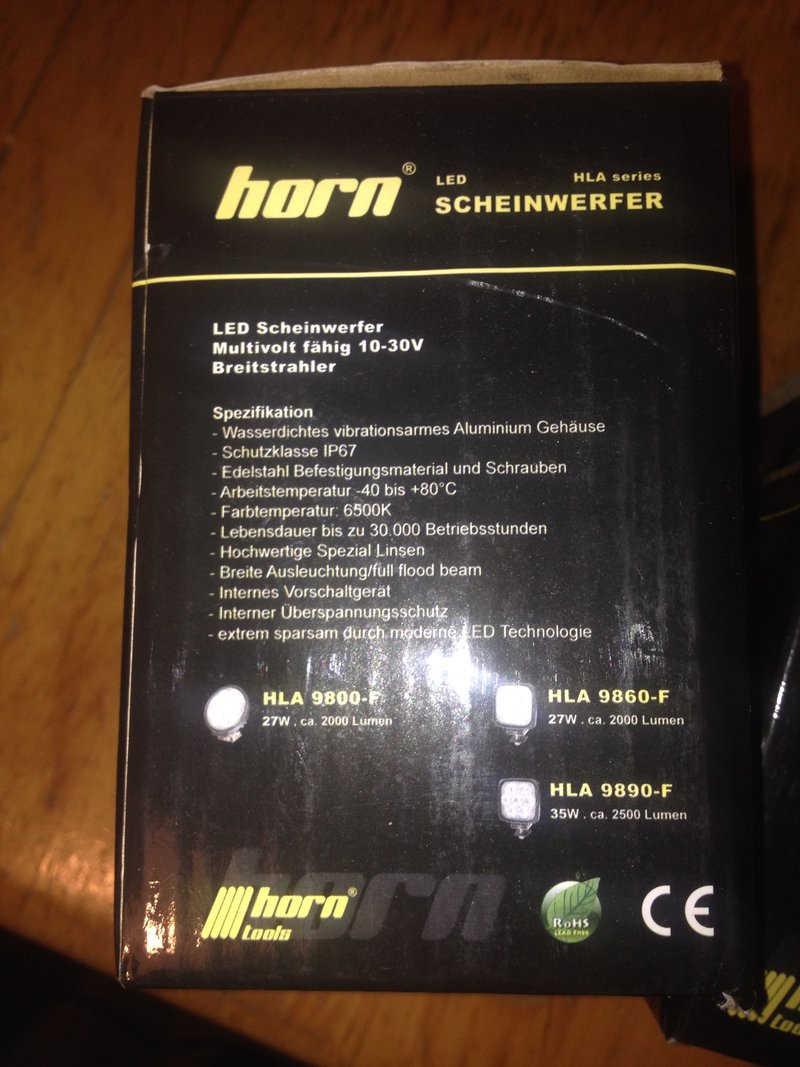 horn®
LED HLA series
SCHEINWERFER
LED Scheinwerfer
Multivolt fähig 10-30V
Breitstrahler
Spezifikation
- Wasserdichtes vibrationsarmes Aluminium Gehäuse
- Schutzklasse IP67
- Edelstahl Befestigungsmaterial und Schrauben
- Arbeitstemperatur -40 bis +80°C
- Farbtemperatur: 6500K
- Lebensdauer bis zu 30.000 Betriebsstunden
- Hochwertige Spezial Linsen
- Breite Ausleuchtung/full flood beam
- Internes Vorschaltgerät
- Interner Überspannungsschutz
- extrem sparsam durch moderne LED Technologie
HLA 9800-F
27W . ca. 2000 Lumen
HLA 9860-F
27W . ca. 2000 Lumen
HLA 9890-F
35W . ca. 2500 Lumen
horn
horn®
tools
RoHS
LEAD FREE
CE